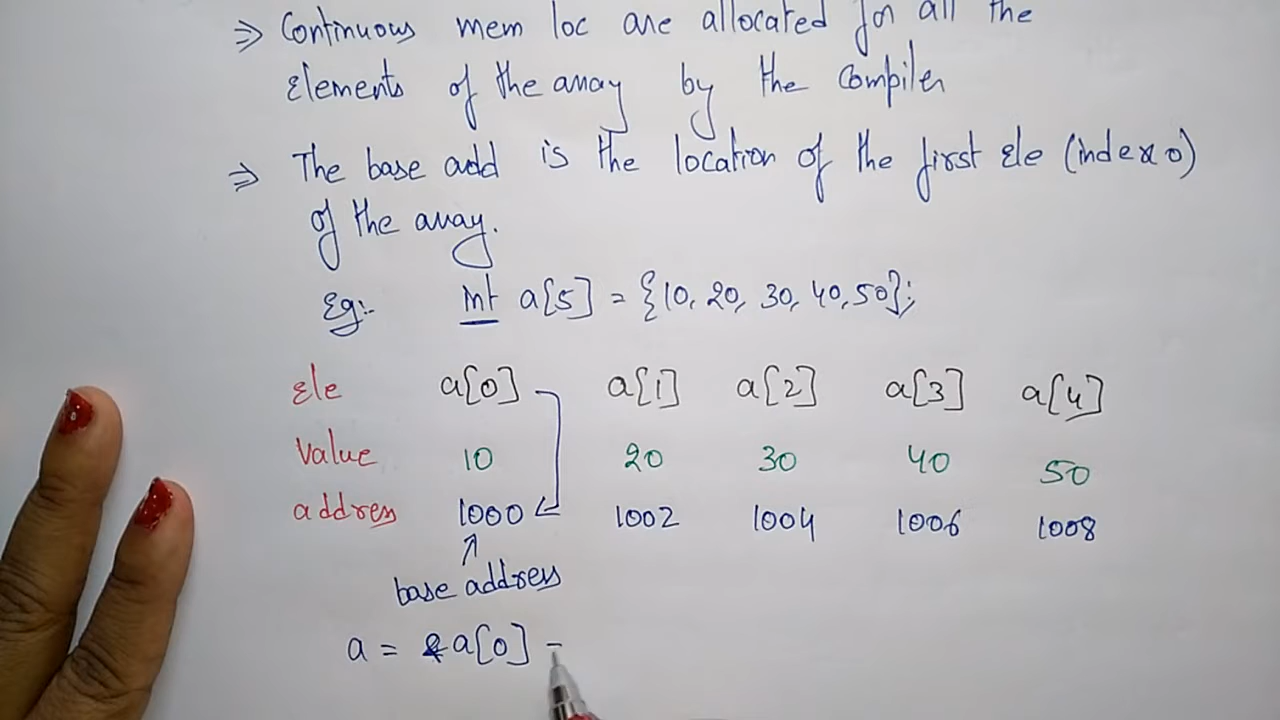 ⇒ Continuous mem loc are allocated for all the
elements of the array by the compiler
⇒ The base add is the location of the first ele (index 0)
of the array.
Eg:- int a[5] = {10, 20, 30, 40, 50};
ele a[0] a[1] a[2] a[3] a[4]
Value 10 20 30 40 50
address 1000 1002 1004 1006 1008
base address
a = &a[0] -